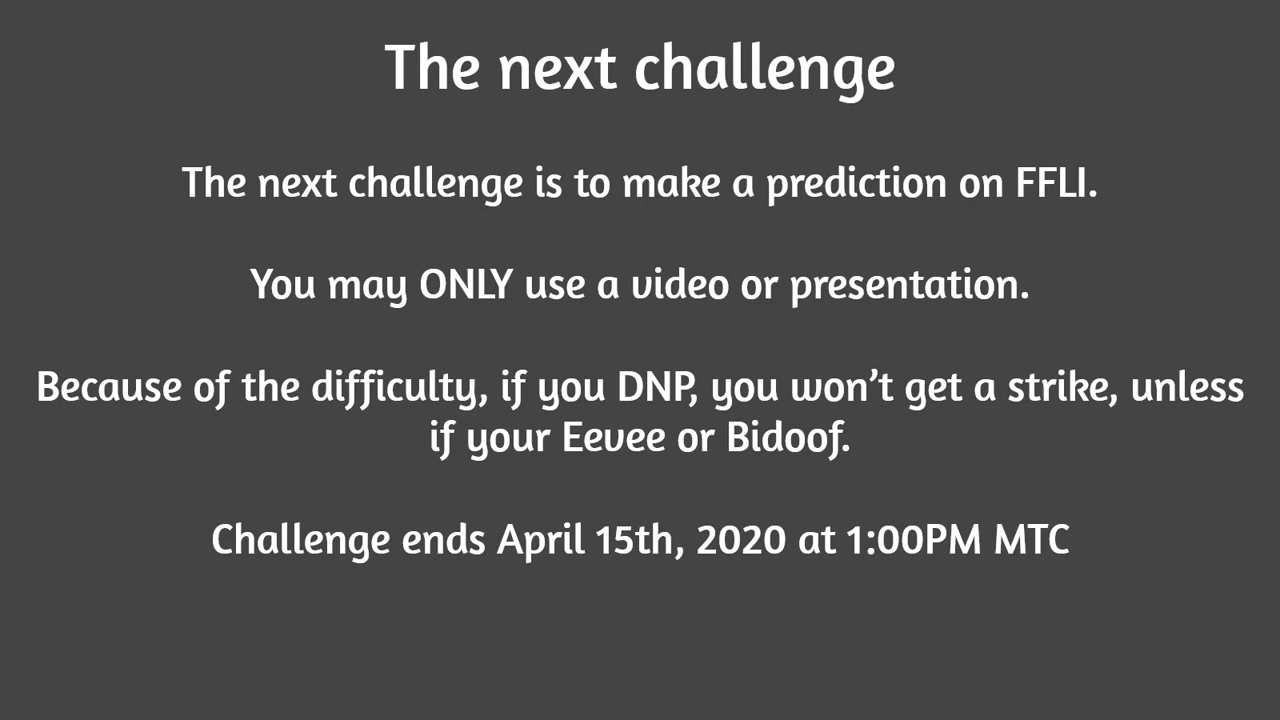 The next challenge
The next challenge is to make a prediction on FFLI.
You may ONLY use a video or presentation.
Because of the difficulty, if you DNP, you won’t get a strike, unless
if your Eevee or Bidoof.
Challenge ends April 15th, 2020 at 1:00PM MTC